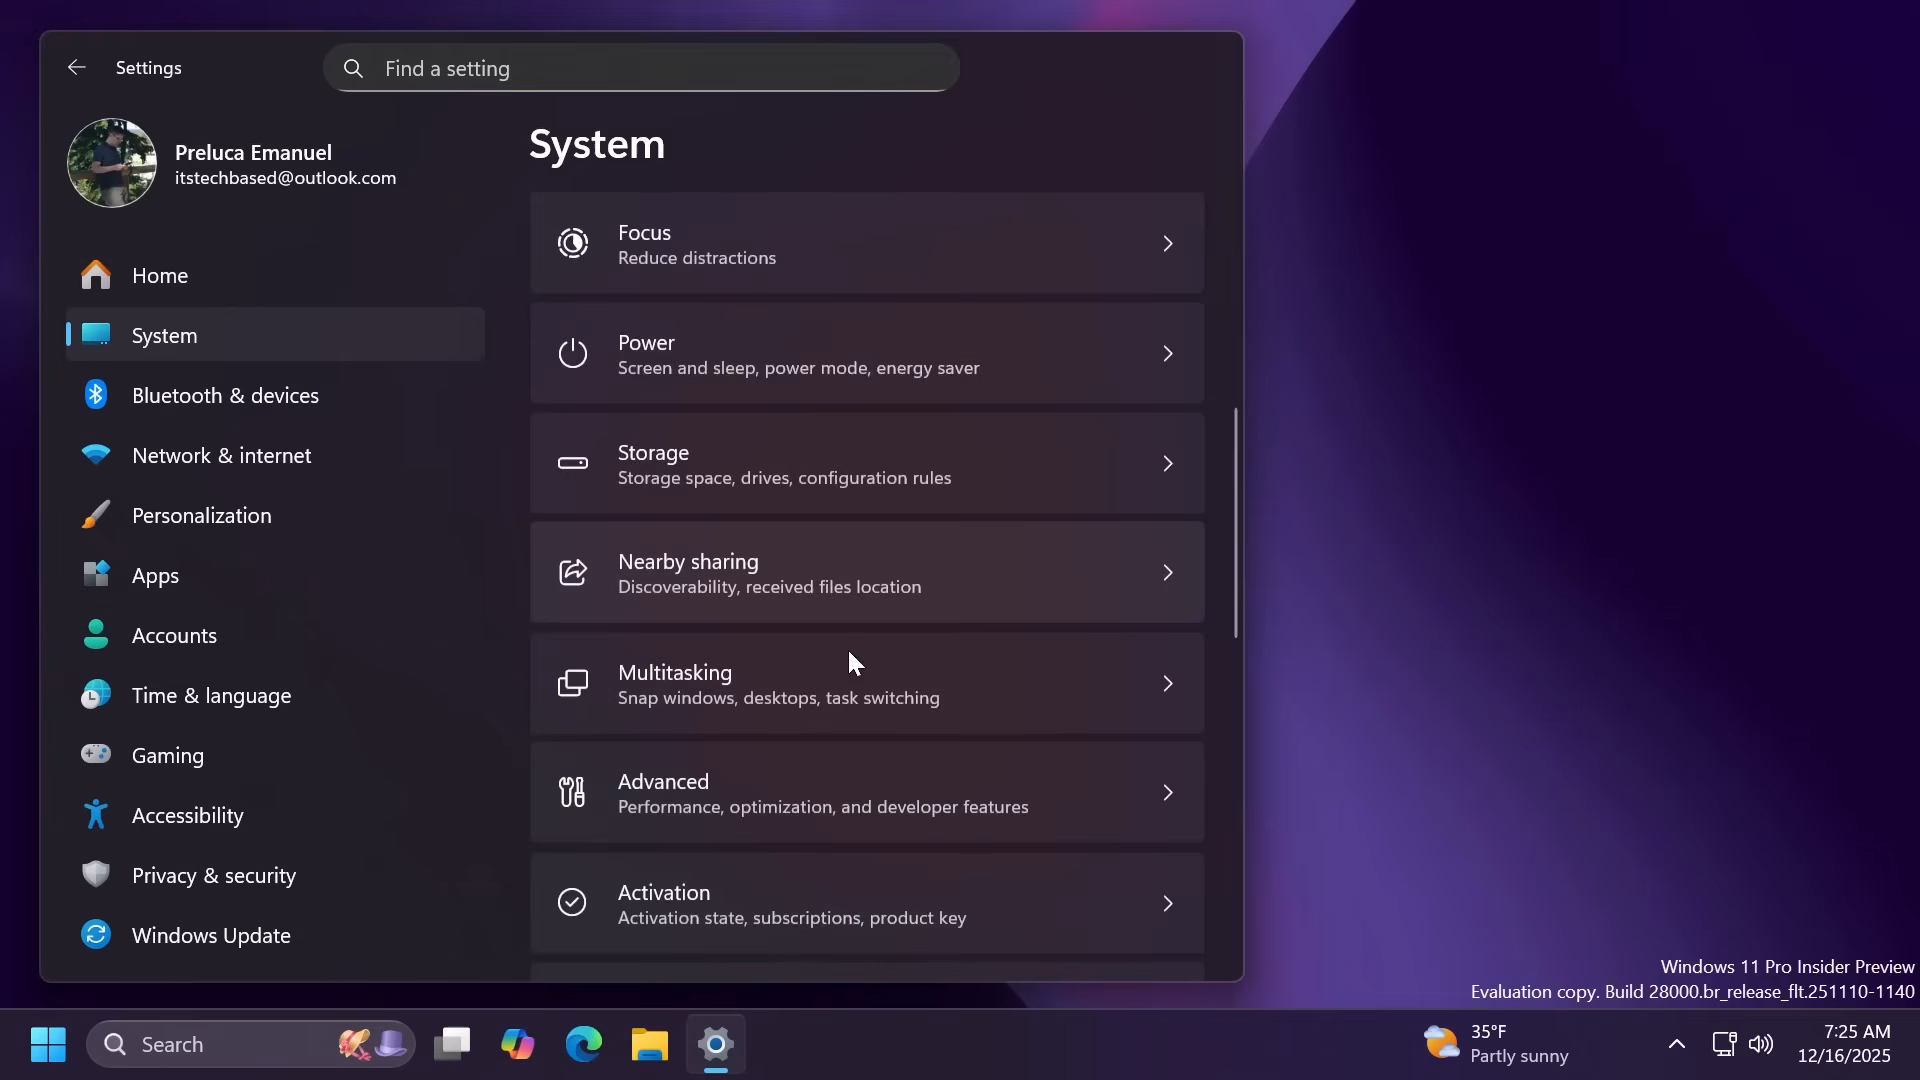 Settings
Find a setting
Preluca Emanuel
itstechbased@outlook.com
Home
System
Bluetooth & devices
Network & internet
Personalization
Apps
Accounts
Time & language
Gaming
Accessibility
Privacy & security
Windows Update
System
Focus
Reduce distractions
Power
Screen and sleep, power mode, energy saver
Storage
Storage space, drives, configuration rules
Nearby sharing
Discoverability, received files location
Multitasking
Snap windows, desktops, task switching
Advanced
Performance, optimization, and developer features
Activation
Activation state, subscriptions, product key
Windows 11 Pro Insider Preview
Evaluation copy. Build 28000.br_release_flt.251110-1140
Search
35°F
Partly sunny
7:25 AM
12/16/2025